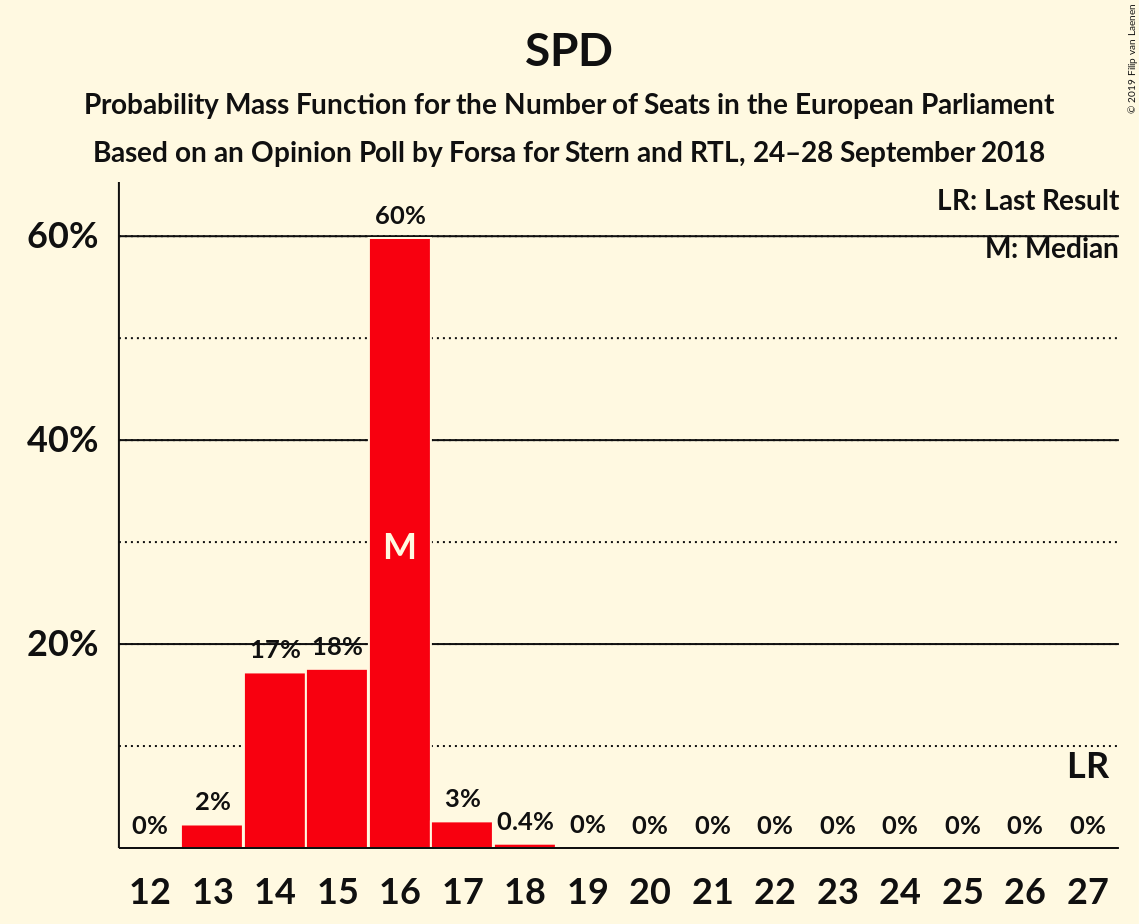 SPD
Probability Mass Function for the Number of Seats in the European Parliament
Based on an Opinion Poll by Forsa for Stern and RTL, 24–28 September 2018
© 2019 Filip van Laenen
LR: Last Result
M: Median
60%
40%
20%
0%
2%
17%
18%
60%
M
3%
0.4%
0%
0%
0%
0%
0%
0%
0%
0%
0%
LR
12 13 14 15 16 17 18 19 20 21 22 23 24 25 26 27